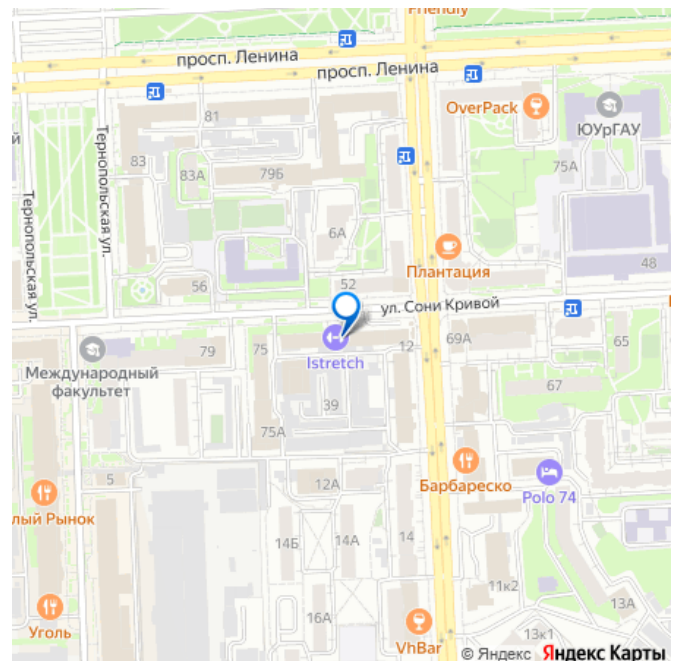 Friendly
просп. Ленина
просп. Ленина
OverPack
ЮУрГАУ
81
й
83
83А
79б
75А
Тернопольская ул.
Тернопольская ул.
6А
Плантация
48
56
52
ул. Сони Кривой
Международный
факультет
79
75
Istretch
12
69А
65
39
67
75А
5
12А
Барбареско
Polo 74
лый Рынок
14Б
14А
14
11к2
16А
13А
Уголь
VhBar
13к1
© Яндекс Яндекс Карты